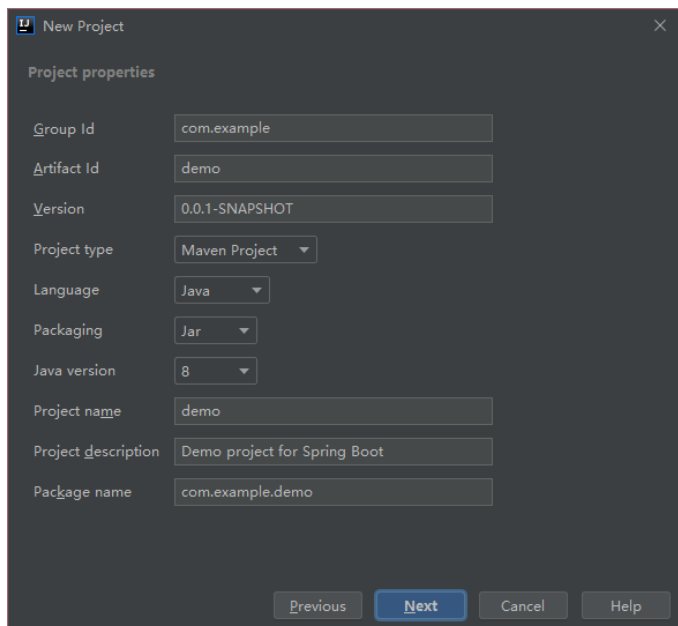 New Project
Project properties
Group Id com.example
Artifact Id demo
Version 0.0.1-SNAPSHOT
Project type Maven Project
Language Java
Packaging Jar
Java version 8
Project name demo
Project description Demo project for Spring Boot
Package name com.example.demo
Previous Next Cancel Help